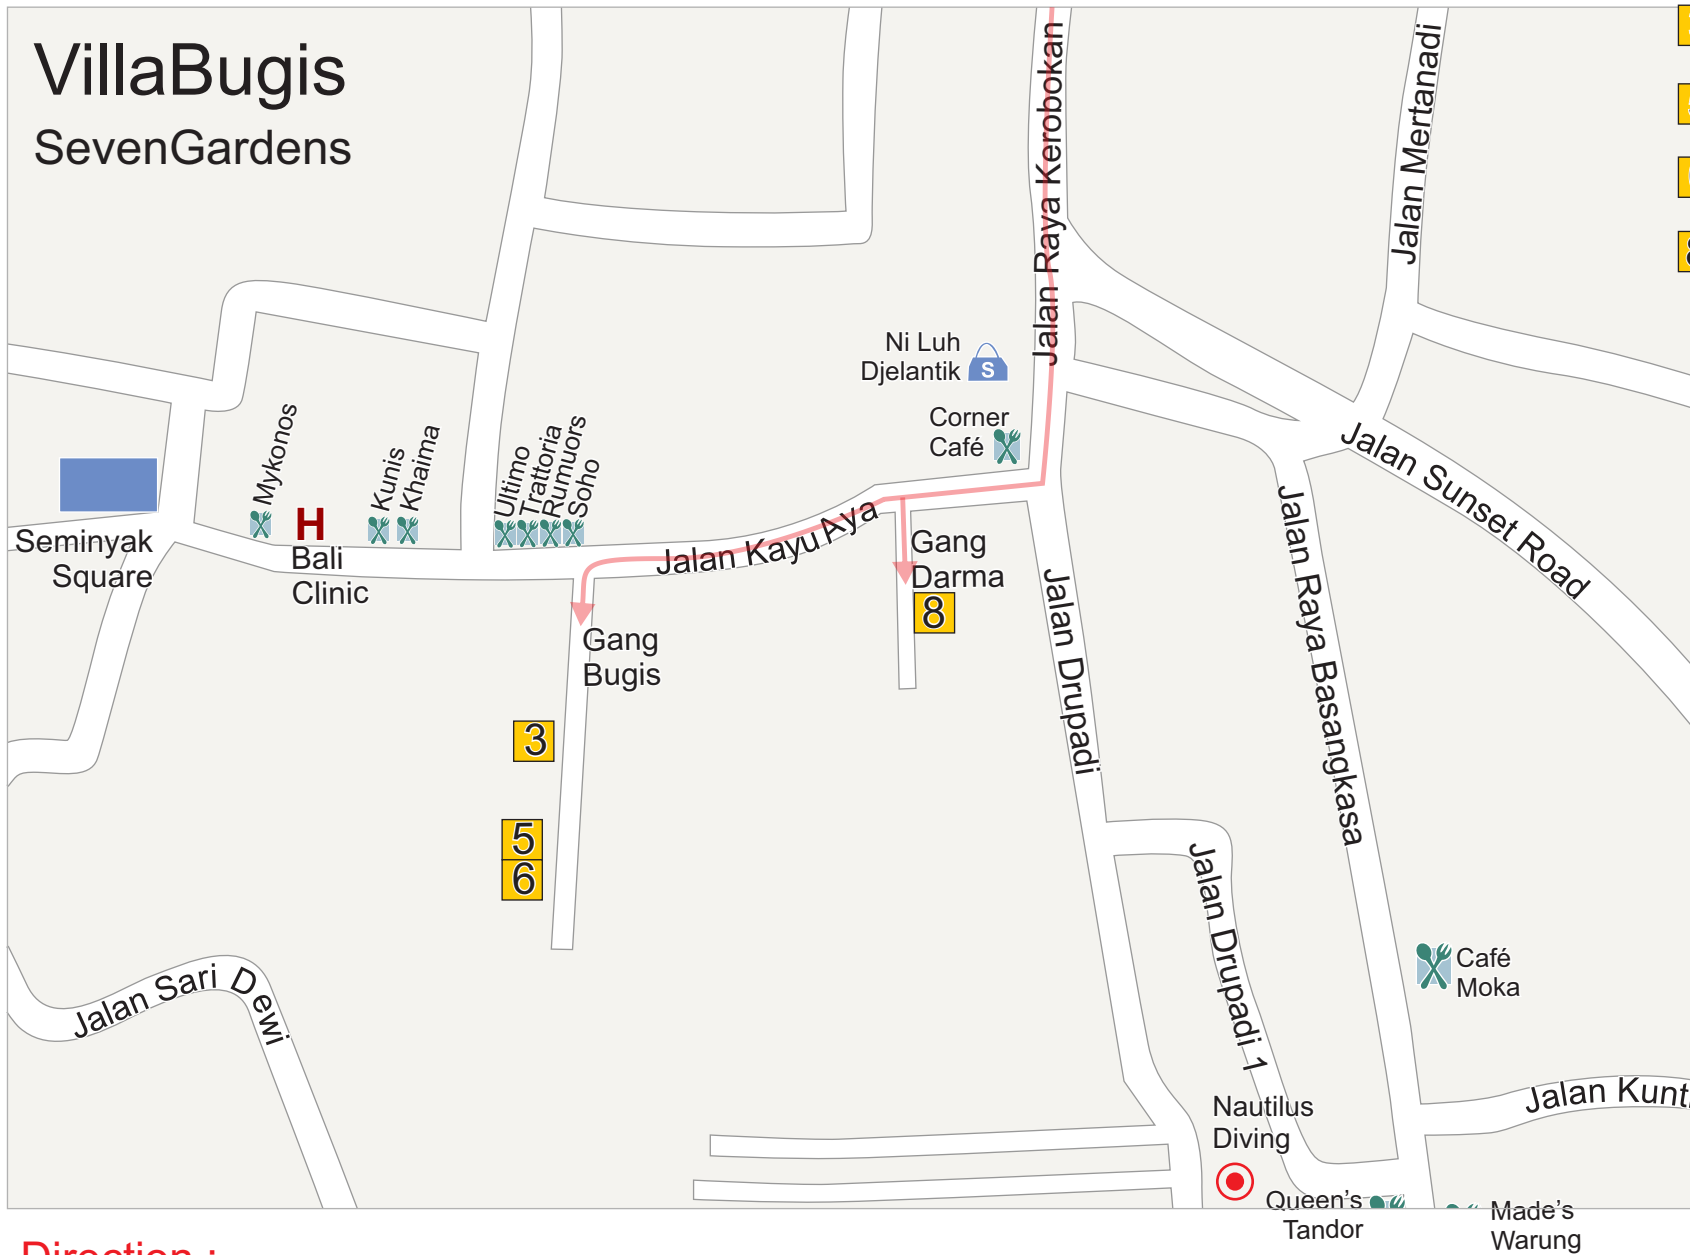 VillaBugis
SevenGardens
Jalan Raya Kerobokan
Jalan Mertanadi
Ni Luh
Djelantik
S
Corner
Café
Mykonos
Kunis
Khaima
Ultimo
Trattoria
Rumuors
Soho
H
Bali
Clinic
Seminyak
Square
Jalan Kayu Aya
Gang
Darma
8
Gang
Bugis
3
5
6
Jalan Sunset Road
Jalan Raya Basangkasa
Jalan Drupadi
Jalan Drupadi 1
Café
Moka
Jalan Sari Dewi
Jalan Kunt
Nautilus
Diving
Queen's
Tandor
Made's
Warung
Direction :